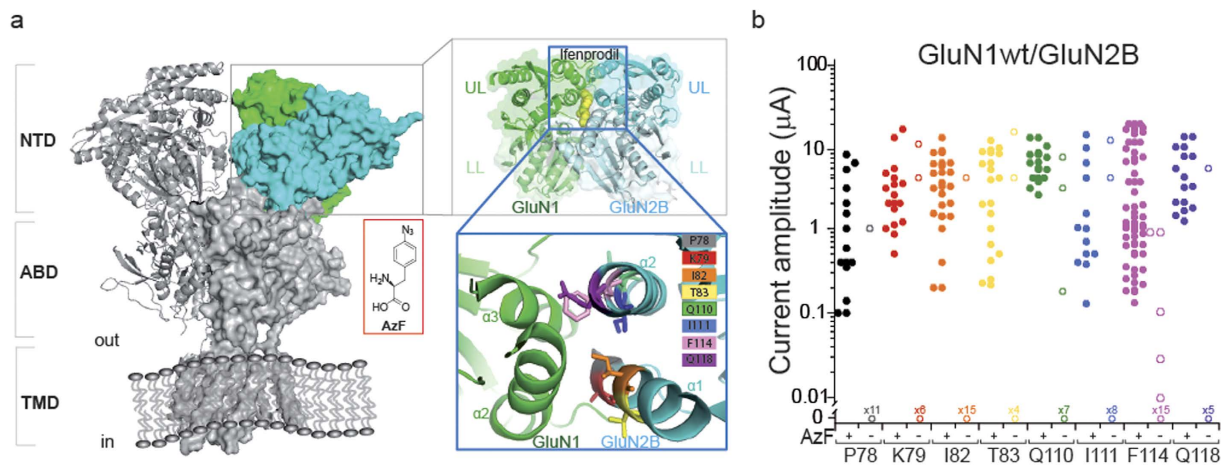 a
NTD
ABD
TMD
out
in
N₃
H₂N
O
HO
AzF
Ifenprodil
UL
UL
LL
LL
GluN1
GluN2B
P78
K79
I82
T83
Q110
I111
F114
Q118
α2
α3
α1
α2
GluN1
GluN2B
b
GluN1wt/GluN2B
Current amplitude (µA)
100
10
1
0.1
0.01
0
x11 x6 x15 x4 x7 x8 x15 x5
AzF + - + - + - + - + - + - + - + -
P78 K79 I82 T83 Q110 I111 F114 Q118